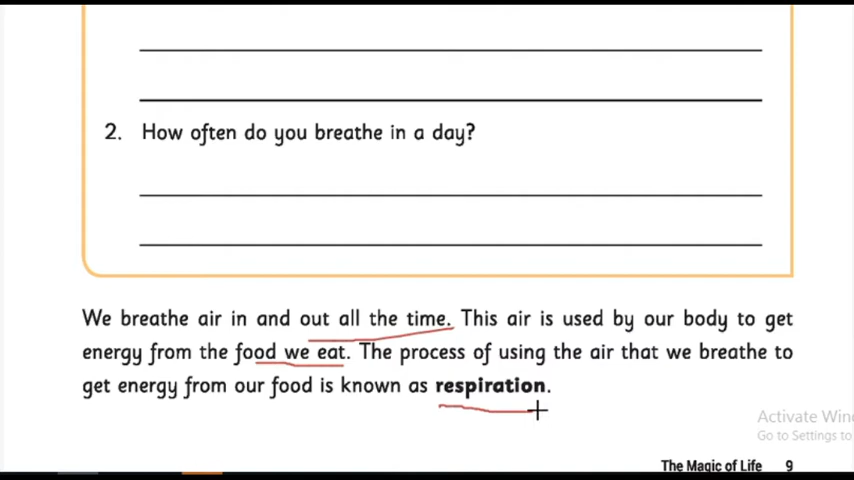 2. How often do you breathe in a day?
We breathe air in and out all the time. This air is used by our body to get
energy from the food we eat. The process of using the air that we breathe to
get energy from our food is known as respiration.
Activate Win
Go to Settings to
The Magic of Life 9